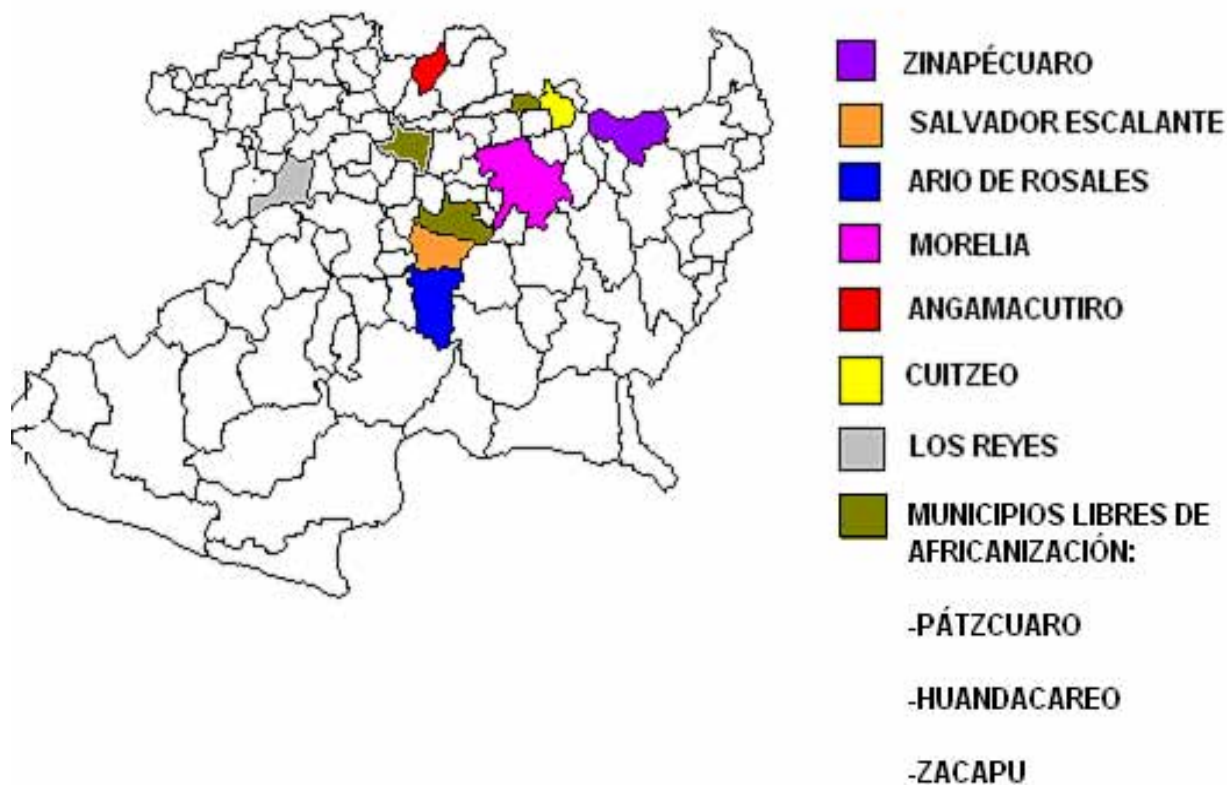 ZINAPÉCUARO
SALVADOR ESCALANTE
ARIO DE ROSALES
MORELIA
ANGAMACUTIRO
CUITZEO
LOS REYES
MUNICIPIOS LIBRES DE
AFRICANIZACIÓN:
-PÁTZCUARO
-HUANDACAREO
-ZACAPU